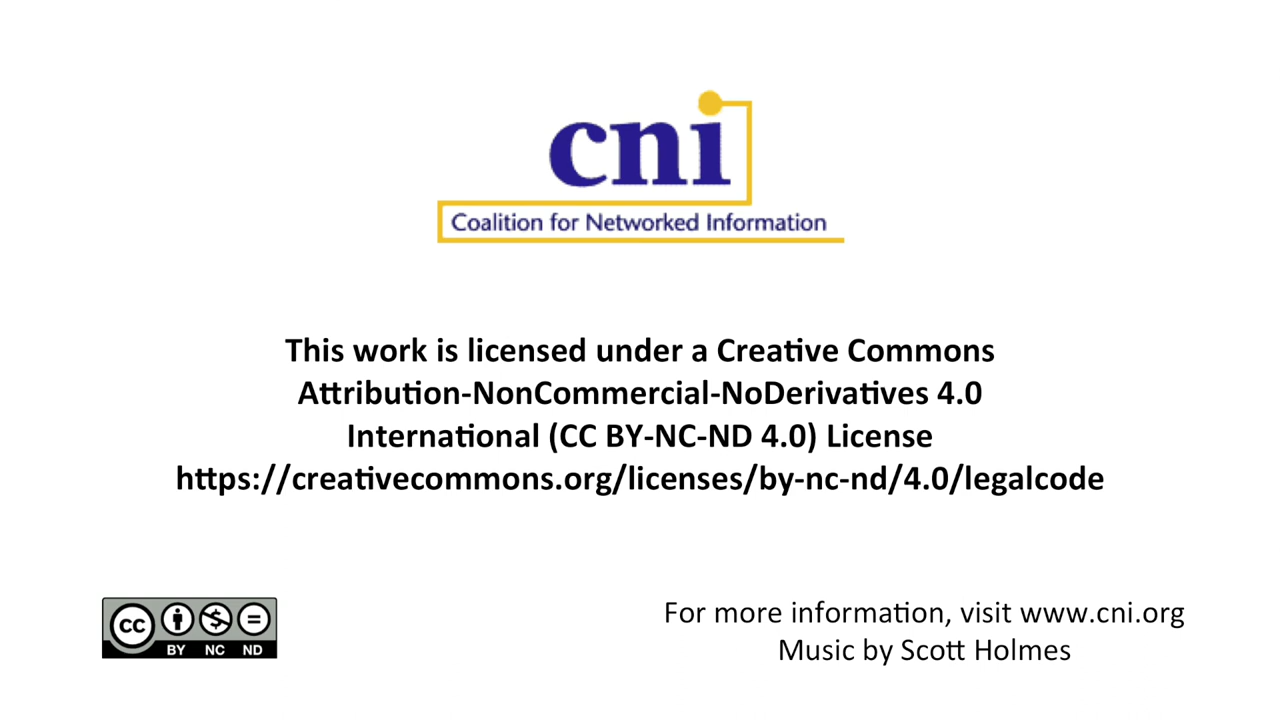 cni
Coalition for Networked Information
This work is licensed under a Creative Commons
Attribution-NonCommercial-NoDerivatives 4.0
International (CC BY-NC-ND 4.0) License
https://creativecommons.org/licenses/by-nc-nd/4.0/legalcode
cc $ =
BY NC ND
For more information, visit www.cni.org
Music by Scott Holmes